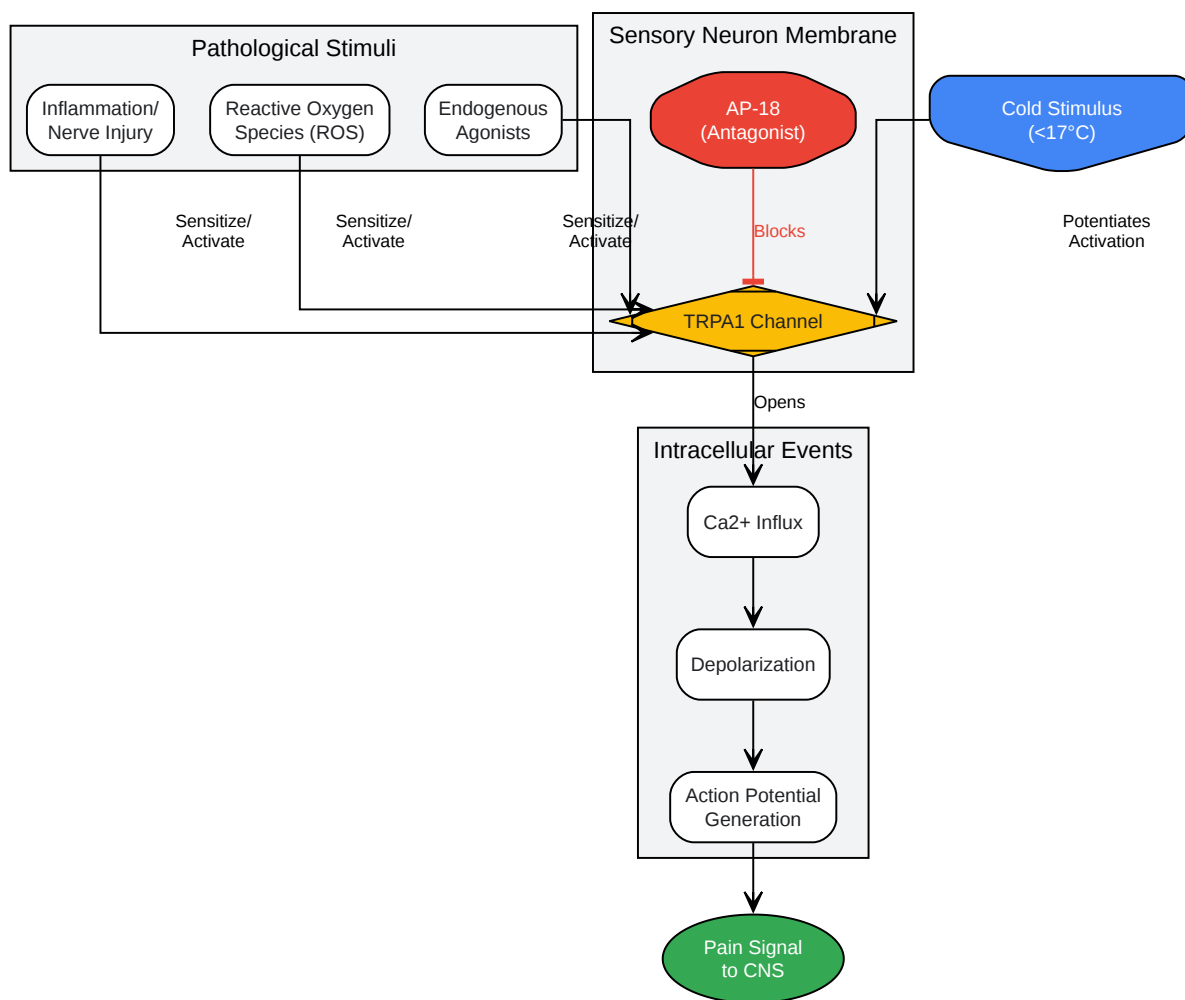 Pathological Stimuli
Sensory Neuron Membrane
Inflammation/
Nerve Injury
Reactive Oxygen
Species (ROS)
Endogenous
Agonists
AP-18
(Antagonist)
Cold Stimulus
(<17°C)
Sensitize/
Activate
Sensitize/
Activate
Sensitize/
Activate
Blocks
Potentiates
Activation
TRPA1 Channel
Opens
Intracellular Events
Ca2+ Influx
Depolarization
Action Potential
Generation
Pain Signal
to CNS